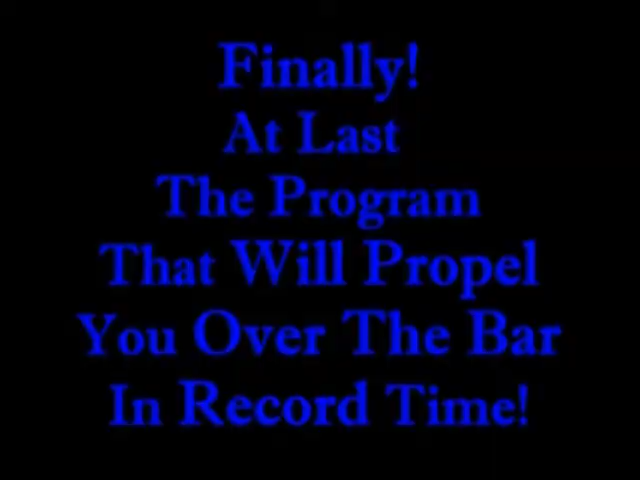 Finally!
At Last
The Program
That Will Propel
You Over The Bar
In Record Time!